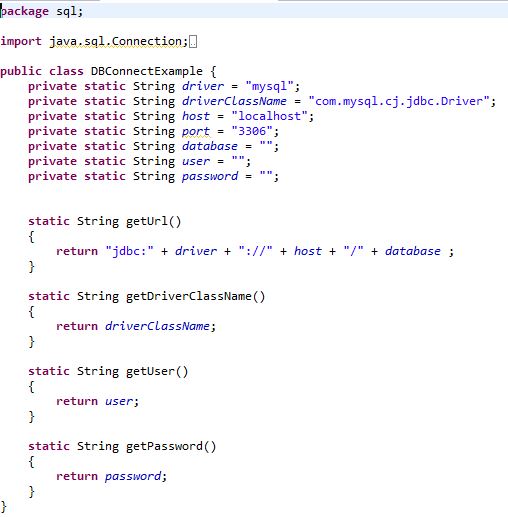 package sql;
import java.sql.Connection;
public class DBConnectExample {
private static String driver = "mysql";
private static String driverClassName = "com.mysql.cj.jdbc.Driver";
private static String host = "localhost";
private static String port = "3306";
private static String database = "";
private static String user = "";
private static String password = "";
static String getUrl()
{
return "jdbc:" + driver + "://" + host + "/" + database ;
}
static String getDriverClassName()
{
return driverClassName;
}
static String getUser()
{
return user;
}
static String getPassword()
{
return password;
}
}